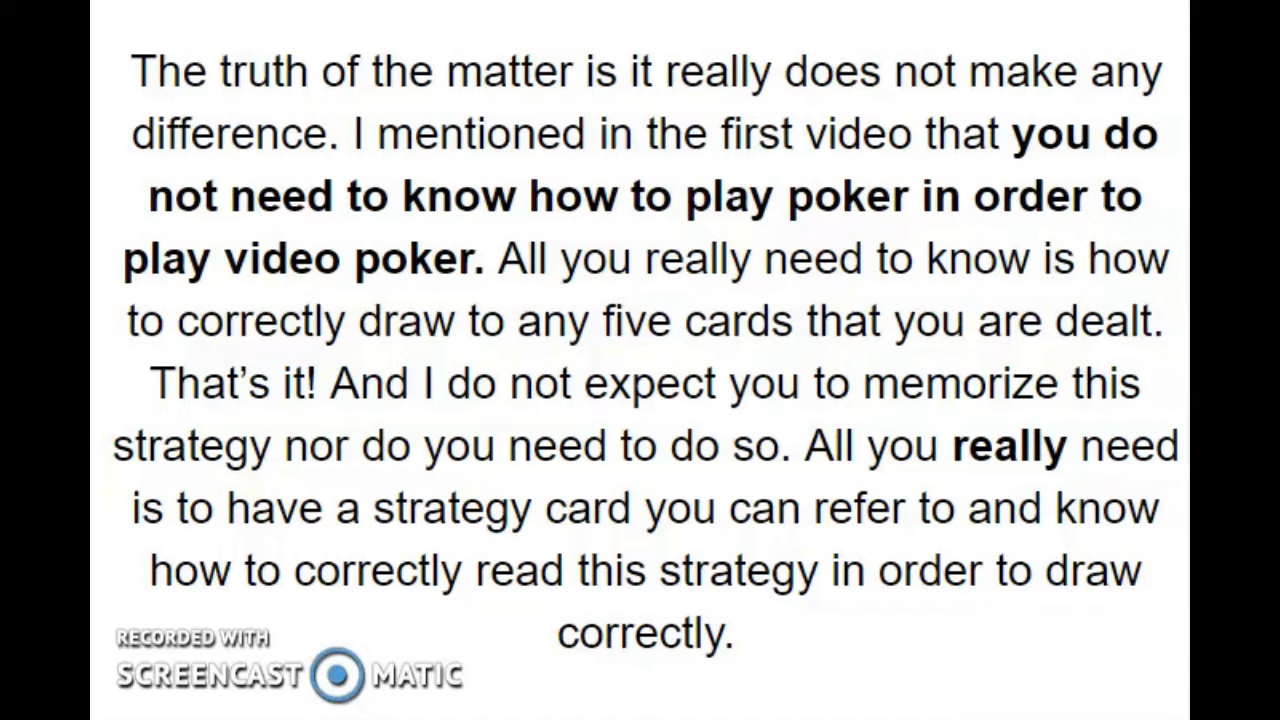 The truth of the matter is it really does not make any
difference. I mentioned in the first video that you do
not need to know how to play poker in order to
play video poker. All you really need to know is how
to correctly draw to any five cards that you are dealt.
That’s it! And I do not expect you to memorize this
strategy nor do you need to do so. All you really need
is to have a strategy card you can refer to and know
how to correctly read this strategy in order to draw
correctly.
RECORDED WITH
SCREENCAST MATIC